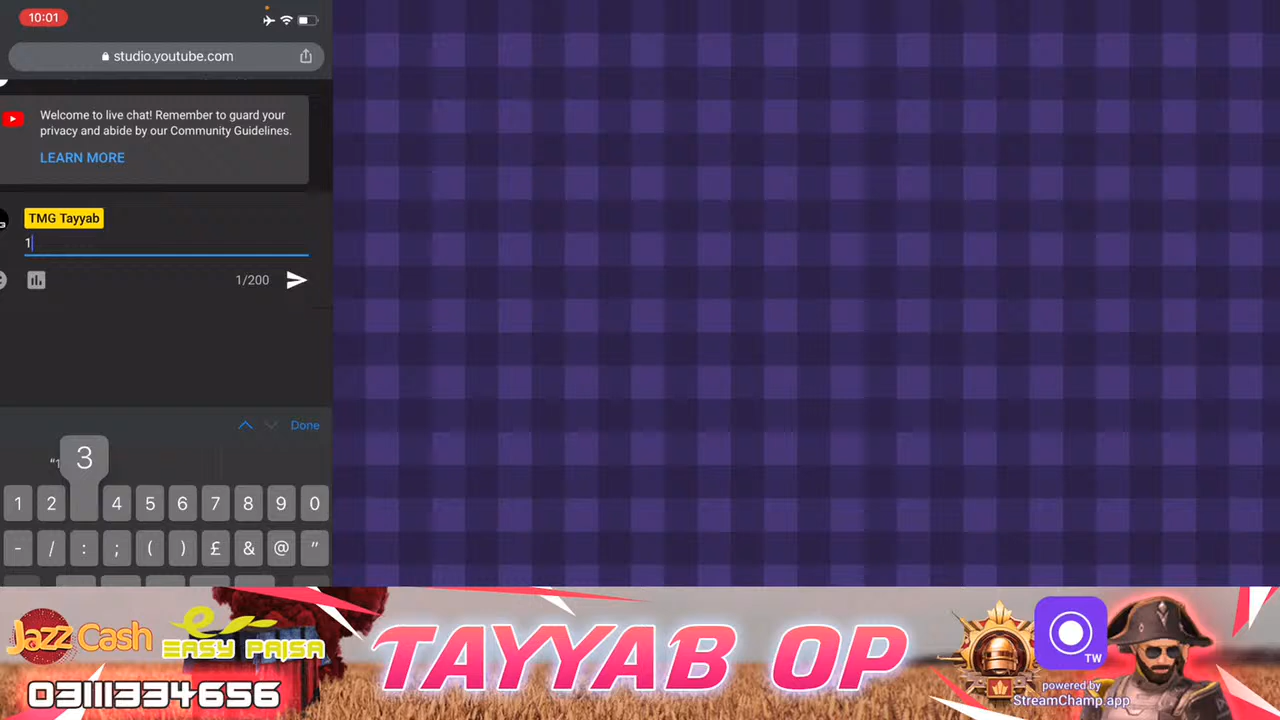 10:01
studio.youtube.com
Welcome to live chat! Remember to guard your
privacy and abide by our Community Guidelines.
LEARN MORE
TMG Tayyab
1
1/200
Done
"1
3
1 2 4 5 6 7 8 9 0
- / : ; ( ) £ & @ "
JazzCash
EASY PAISA
03111334656
TAYYAB OP
TW
powered by
StreamChamp.app